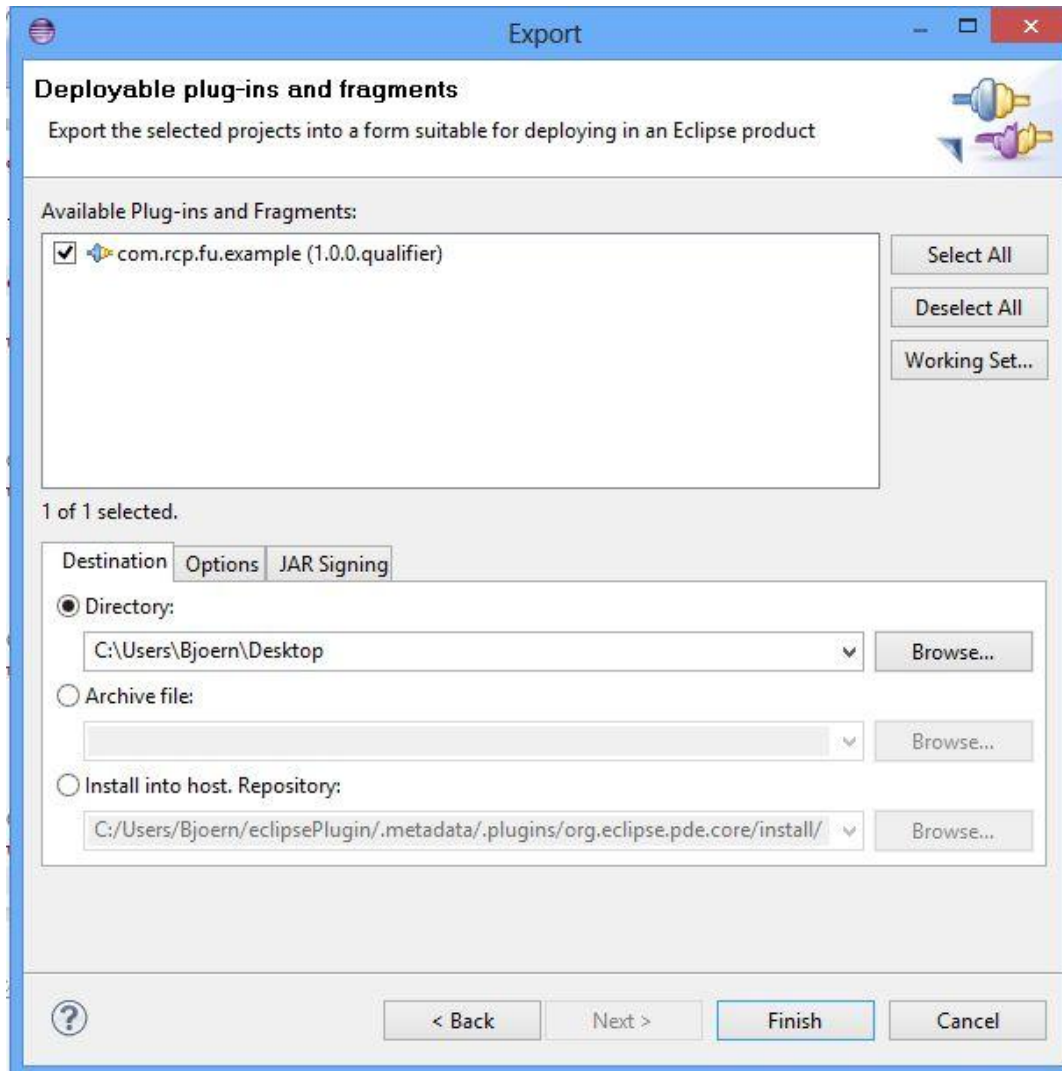 Export
Deployable plug-ins and fragments
Export the selected projects into a form suitable for deploying in an Eclipse product
Available Plug-ins and Fragments:
com.rcp.fu.example (1.0.0.qualifier)
Select All
Deselect All
Working Set...
1 of 1 selected.
Destination Options JAR Signing
Directory:
C:\Users\Bjoern\Desktop Browse...
Archive file:
Browse...
Install into host. Repository:
C:/Users/Bjoern/eclipsePlugin/.metadata/.plugins/org.eclipse.pde.core/install/ Browse...
? < Back Next > Finish Cancel